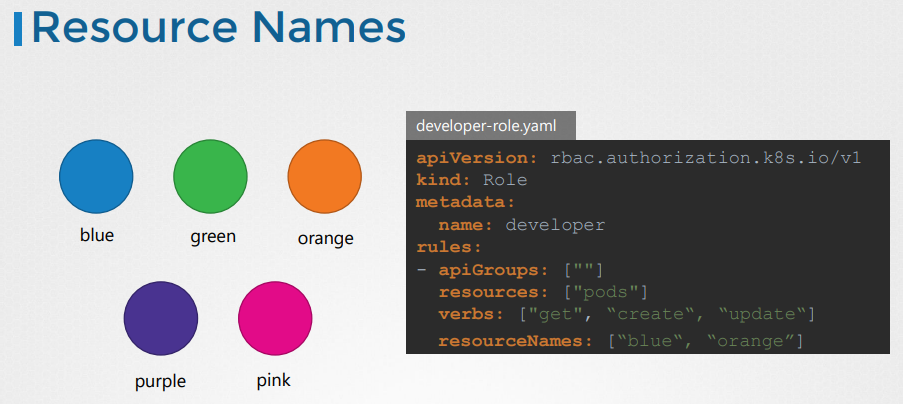 Resource Names
blue
green
orange
purple
pink
developer-role.yaml
apiVersion: rbac.authorization.k8s.io/v1
kind: Role
metadata:
  name: developer
rules:
- apiGroups: [""]
  resources: ["pods"]
  verbs: ["get", “create“, “update“]
  resourceNames: [“blue“, “orange”]